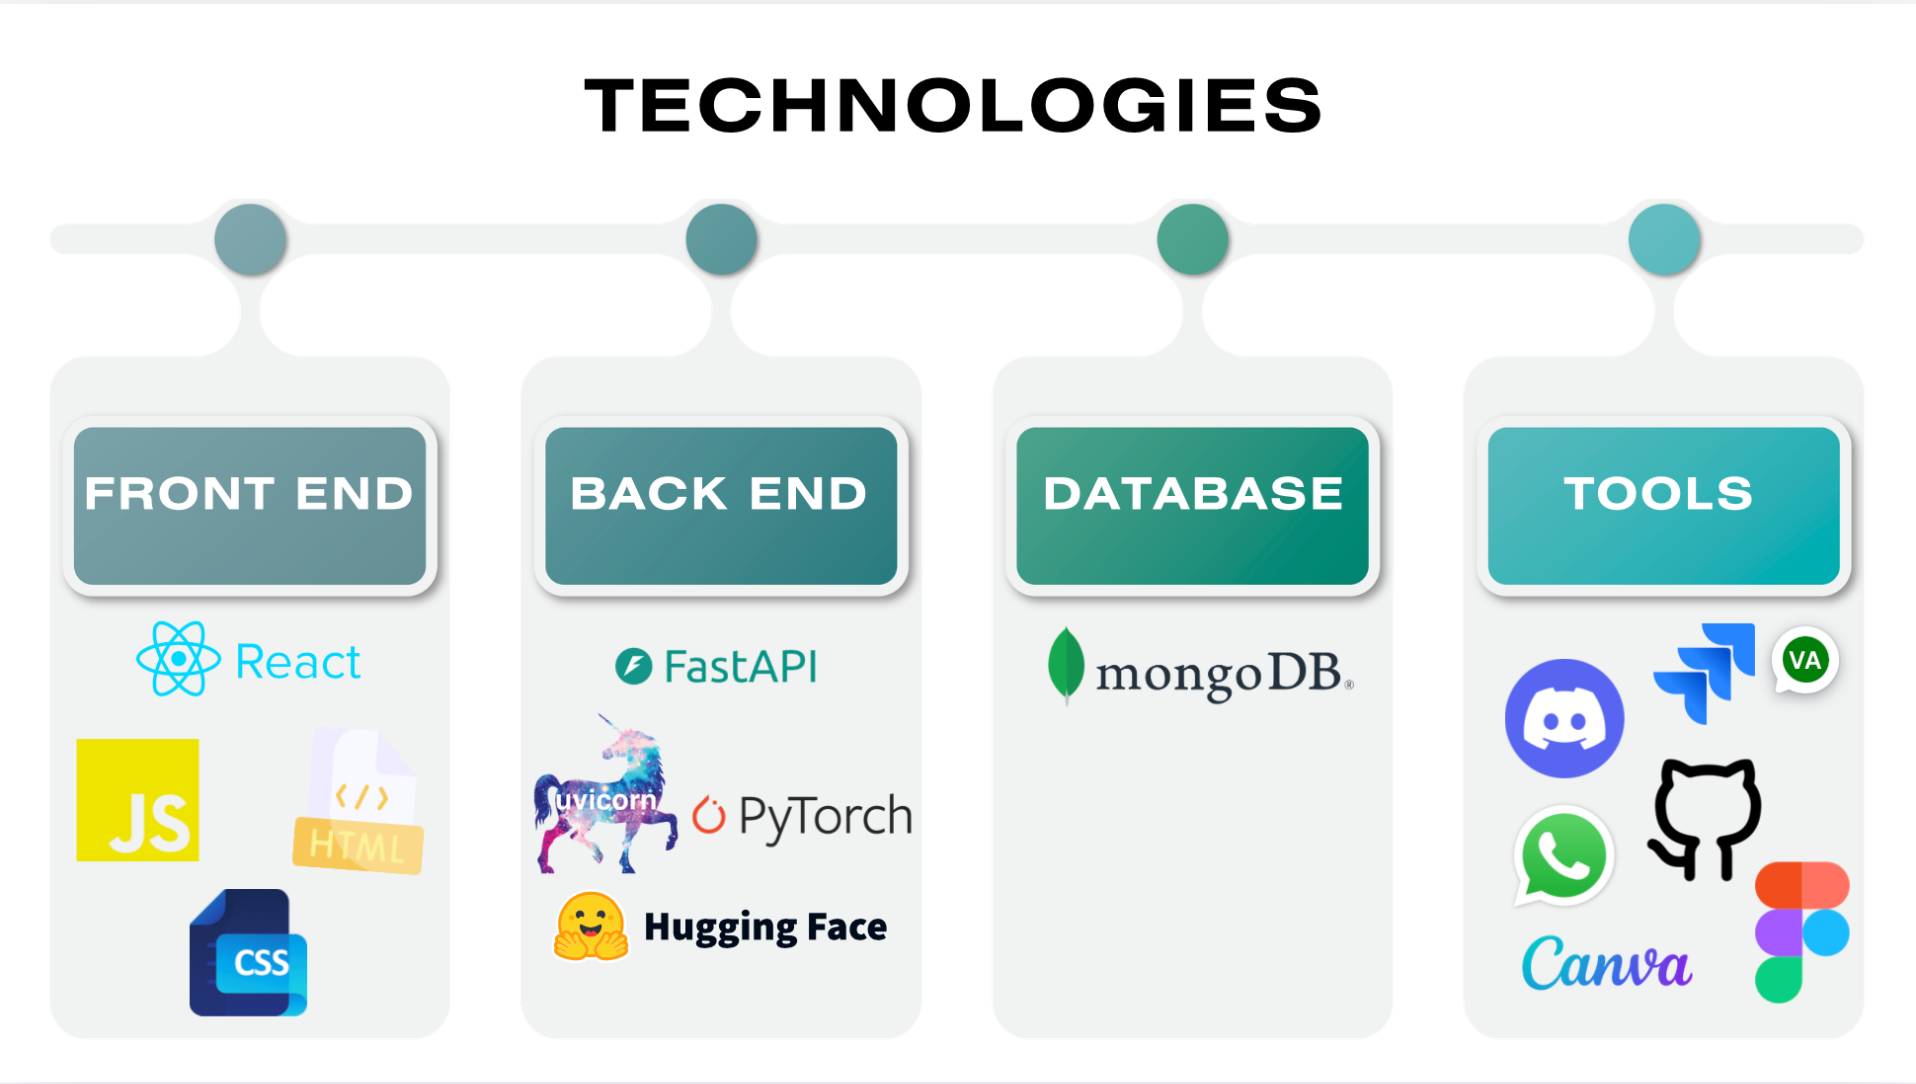 TECHNOLOGIES
FRONT END
React
JS
</>
HTML
CSS
BACK END
FastAPI
uvicorn
PyTorch
Hugging Face
DATABASE
mongoDB®
TOOLS
VA
Canva